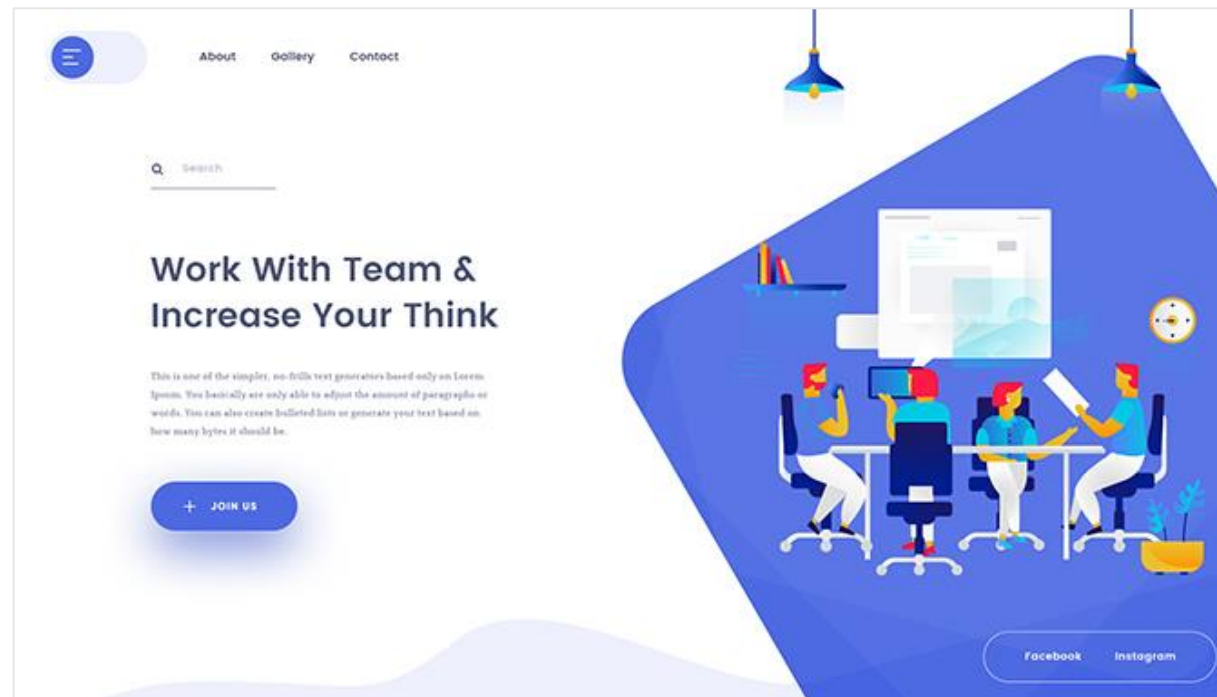 About Gallery Contact
Search
Work With Team &
Increase Your Think
This is one of the simpler, no-frills text generators based only on Lorem
Ipsum. You basically are only able to adjust the amount of paragraphs or
words. You can also create bulleted lists or generate your text based on
how many bytes it should be.
+ JOIN US
Facebook Instagram